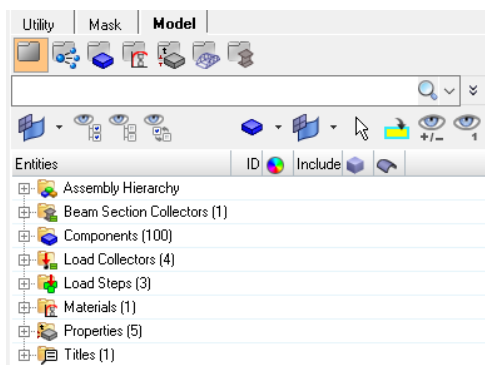 Utility Mask Model
t
+/- 1
Entities ID Include
Assembly Hierarchy
Beam Section Collectors (1)
Components (100)
Load Collectors (4)
Load Steps (3)
Materials (1)
Properties (5)
Titles (1)